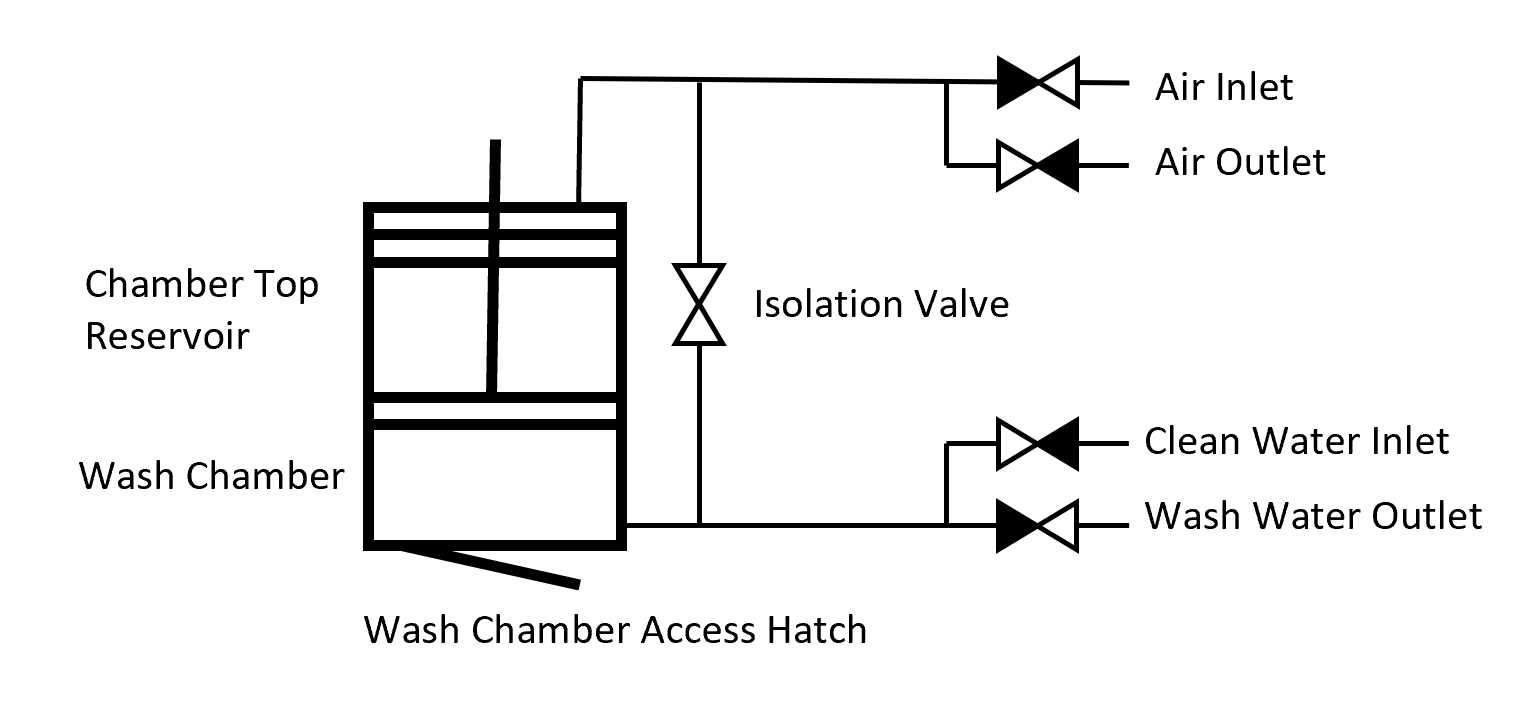 Air Inlet
Air Outlet
Chamber Top
Reservoir
Isolation Valve
Clean Water Inlet
Wash Chamber
Wash Water Outlet
Wash Chamber Access Hatch